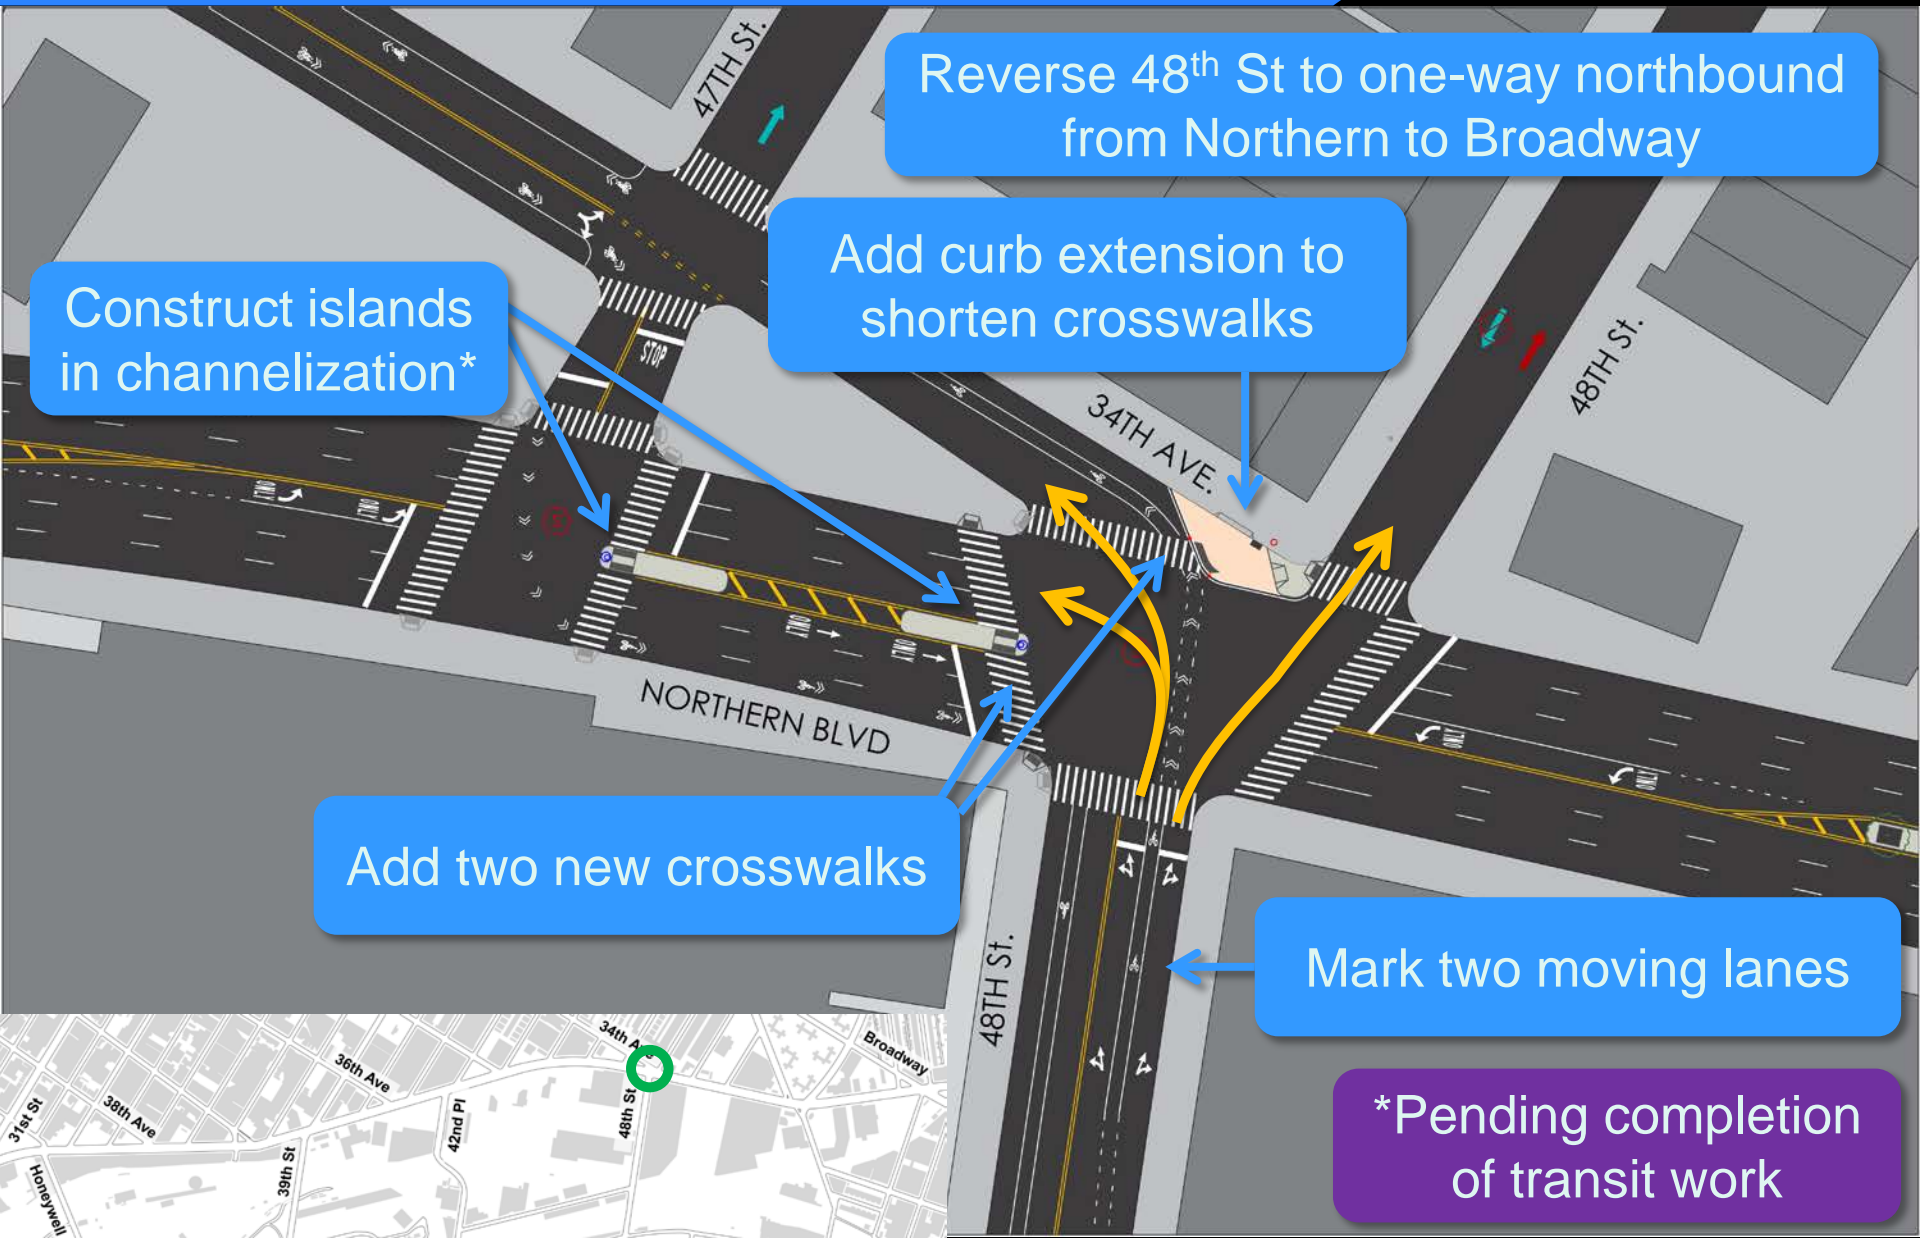 47TH St.
Reverse 48th St to one-way northbound
from Northern to Broadway
Add curb extension to
shorten crosswalks
Construct islands
in channelization*
STOP
48TH St.
34TH AVE.
ONLY
ONLY
ONLY
ONLY
NORTHERN BLVD
ONLY
ONLY
Add two new crosswalks
Mark two moving lanes
48TH St.
*Pending completion
of transit work
34th Ave
Broadway
36th Ave
38th Ave
31st St
42nd Pl
48th St
39th St
Honeywell